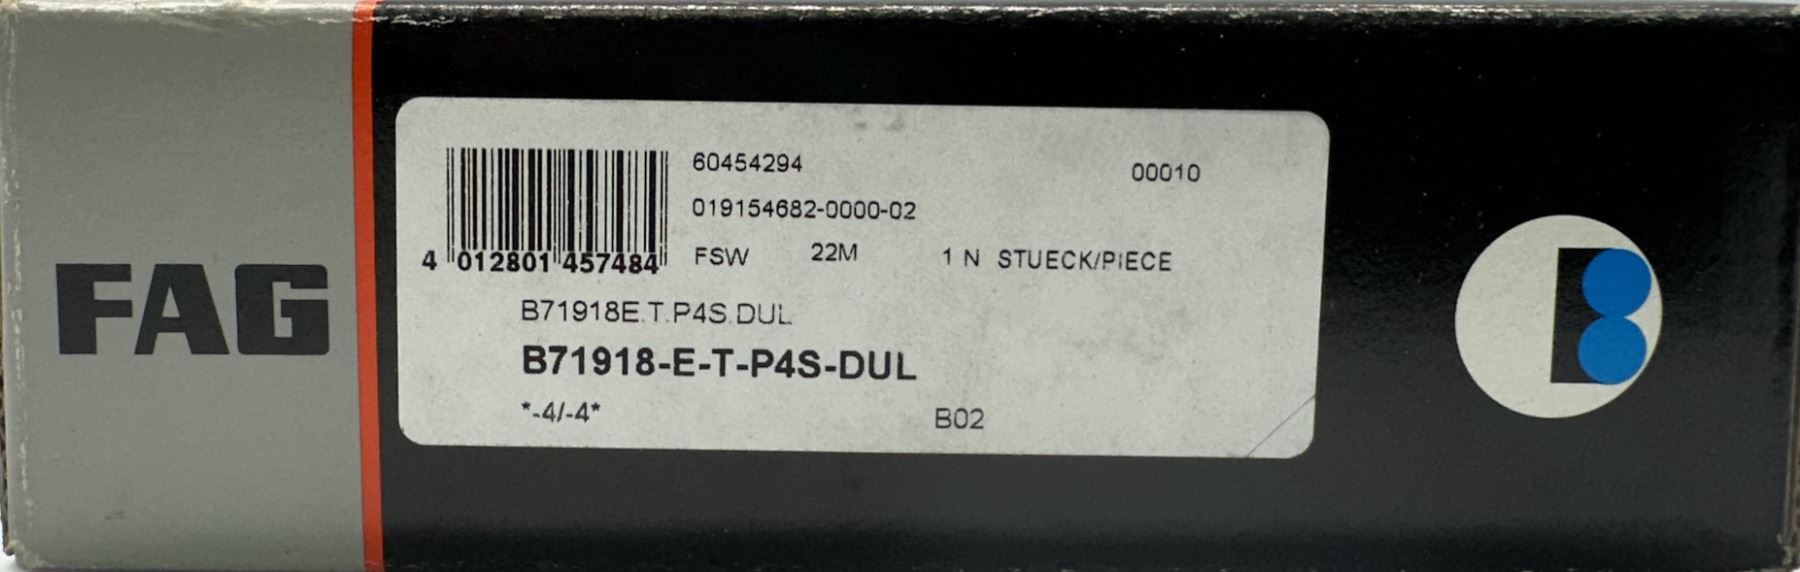 FAG
60454294
00010
019154682-0000-02
4 012801 457484
FSW 22M 1 N STUECK/PIECE
B71918E.T.P4S.DUL
B71918-E-T-P4S-DUL
*-4/-4* B02